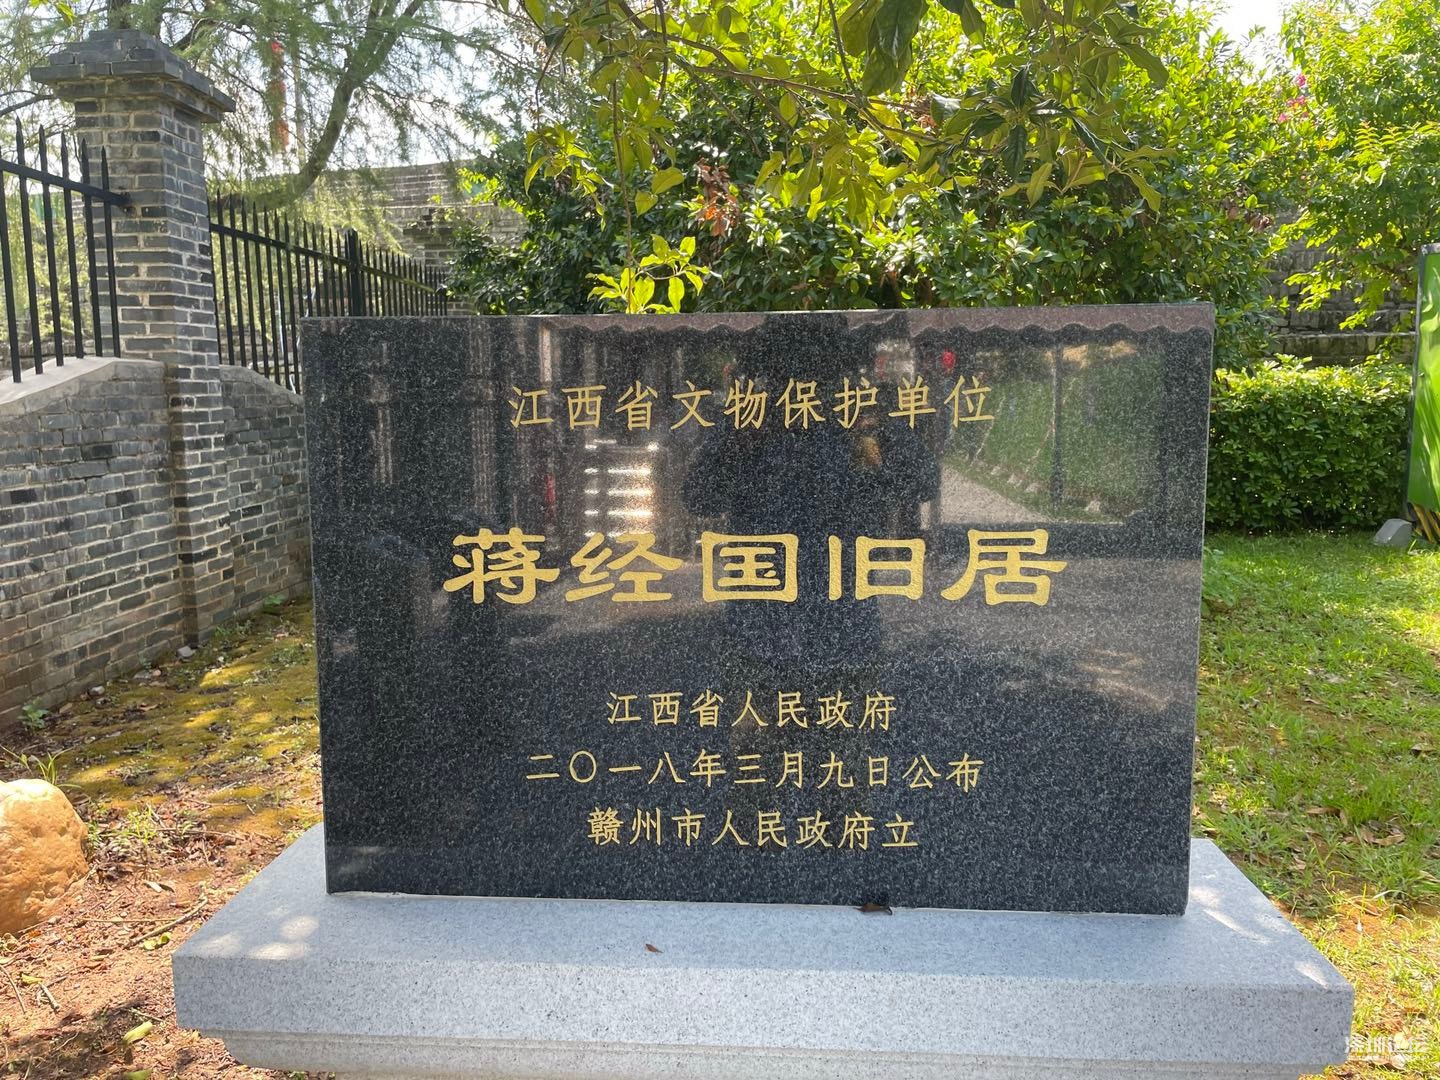 江西省文物保护单位
蒋经国旧居
江西省人民政府
二〇一八年三月九日公布
赣州市人民政府立